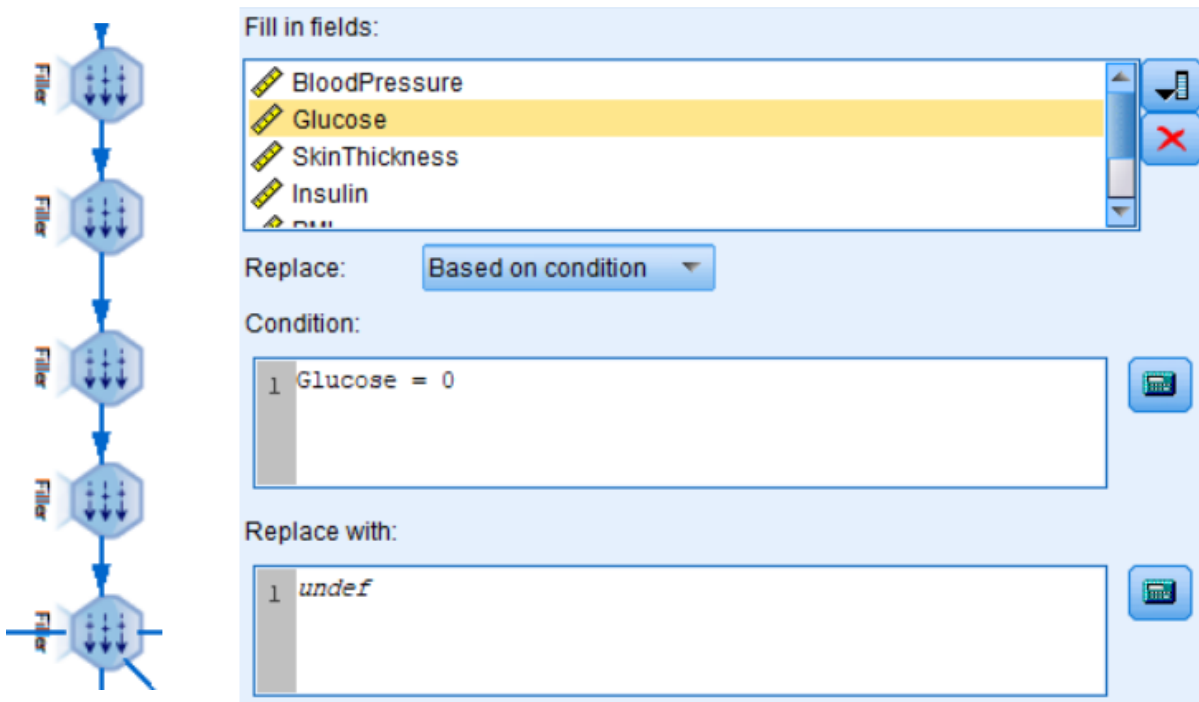 Filler
Filler
Filler
Filler
Filler
Fill in fields:
BloodPressure
Glucose
SkinThickness
Insulin
BMI
Replace:
Based on condition
Condition:
1 Glucose = 0
Replace with:
1 undef